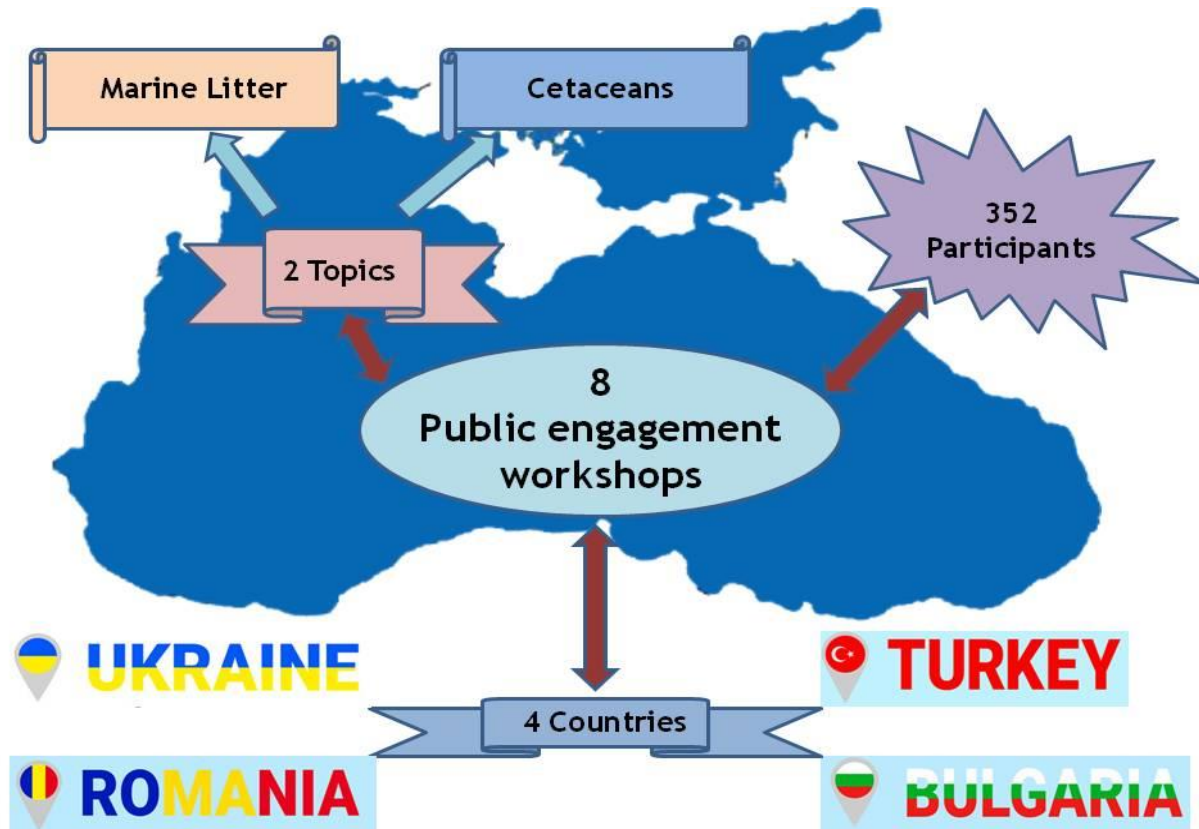 Marine Litter
Cetaceans
352
Participants
2 Topics
8
Public engagement
workshops
UKRAINE
TURKEY
4 Countries
ROMANIA
BULGARIA